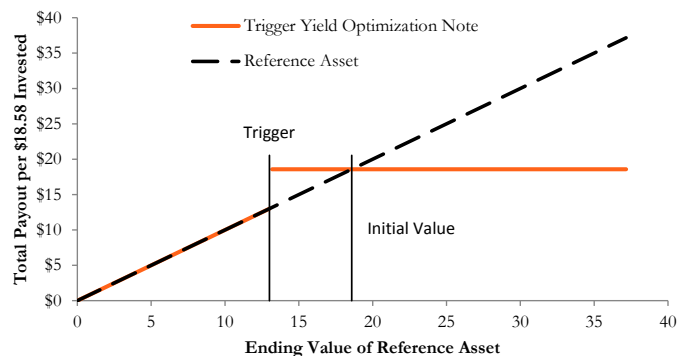 $40
$35
$30
$25
$20
$15
$10
$5
$0
Total Payout per $18.58 Invested
Trigger Yield Optimization Note
Reference Asset
Trigger
Initial Value
0 5 10 15 20 25 30 35 40
Ending Value of Reference Asset